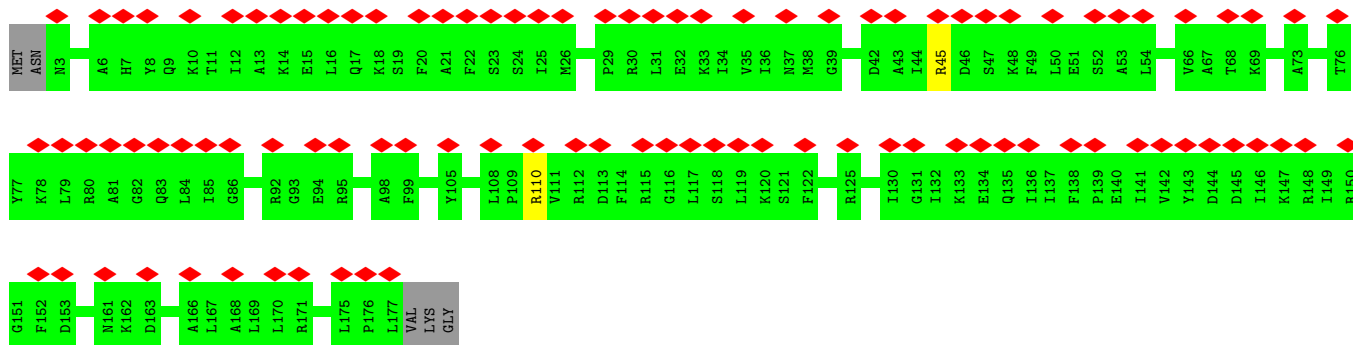 MET ASN N3 A6 H7 Y8 Q9 K10 T11 I12 A13 K14 E15 L16 Q17 K18 S19 F20 A21 F22 S23 S24 I25 M26 P29 R30 L31 E32 K33 I34 V35 I36 N37 M38 G39 D42 A43 I44 R45 D46 S47 K48 F49 L50 E51 S52 A53 L54 V66 A67 T68 K69 A73 T76
Y77 K78 L79 R80 A81 G82 Q83 L84 I85 G86 R92 G93 E94 R95 A98 F99 Y105 L108 P109 R110 V111 R112 D113 F114 R115 G116 L117 S118 L119 K120 S121 F122 R125 I130 G131 I132 K133 E134 Q135 I136 I137 F138 P139 E140 I141 V142 Y143 D144 D145 I146 K147 R148 I149 R150
G151 F152 D153 N161 K162 D163 A166 L167 A168 L169 L170 R171 L175 P176 L177 VAL LYS GLY